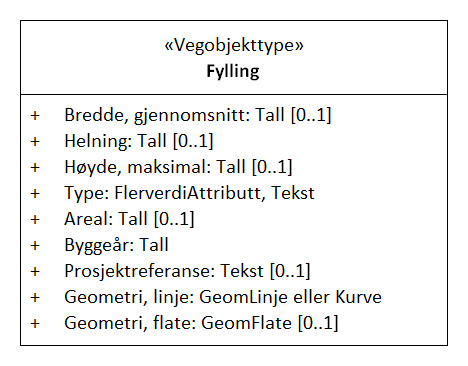 «Vegobjekttype»
Fylling
+ Bredde, gjennomsnitt: Tall [0..1]
+ Helning: Tall [0..1]
+ Høyde, maksimal: Tall [0..1]
+ Type: FlerverdiAttributt, Tekst
+ Areal: Tall [0..1]
+ Byggeår: Tall
+ Prosjektreferanse: Tekst [0..1]
+ Geometri, linje: GeomLinje eller Kurve
+ Geometri, flate: GeomFlate [0..1]